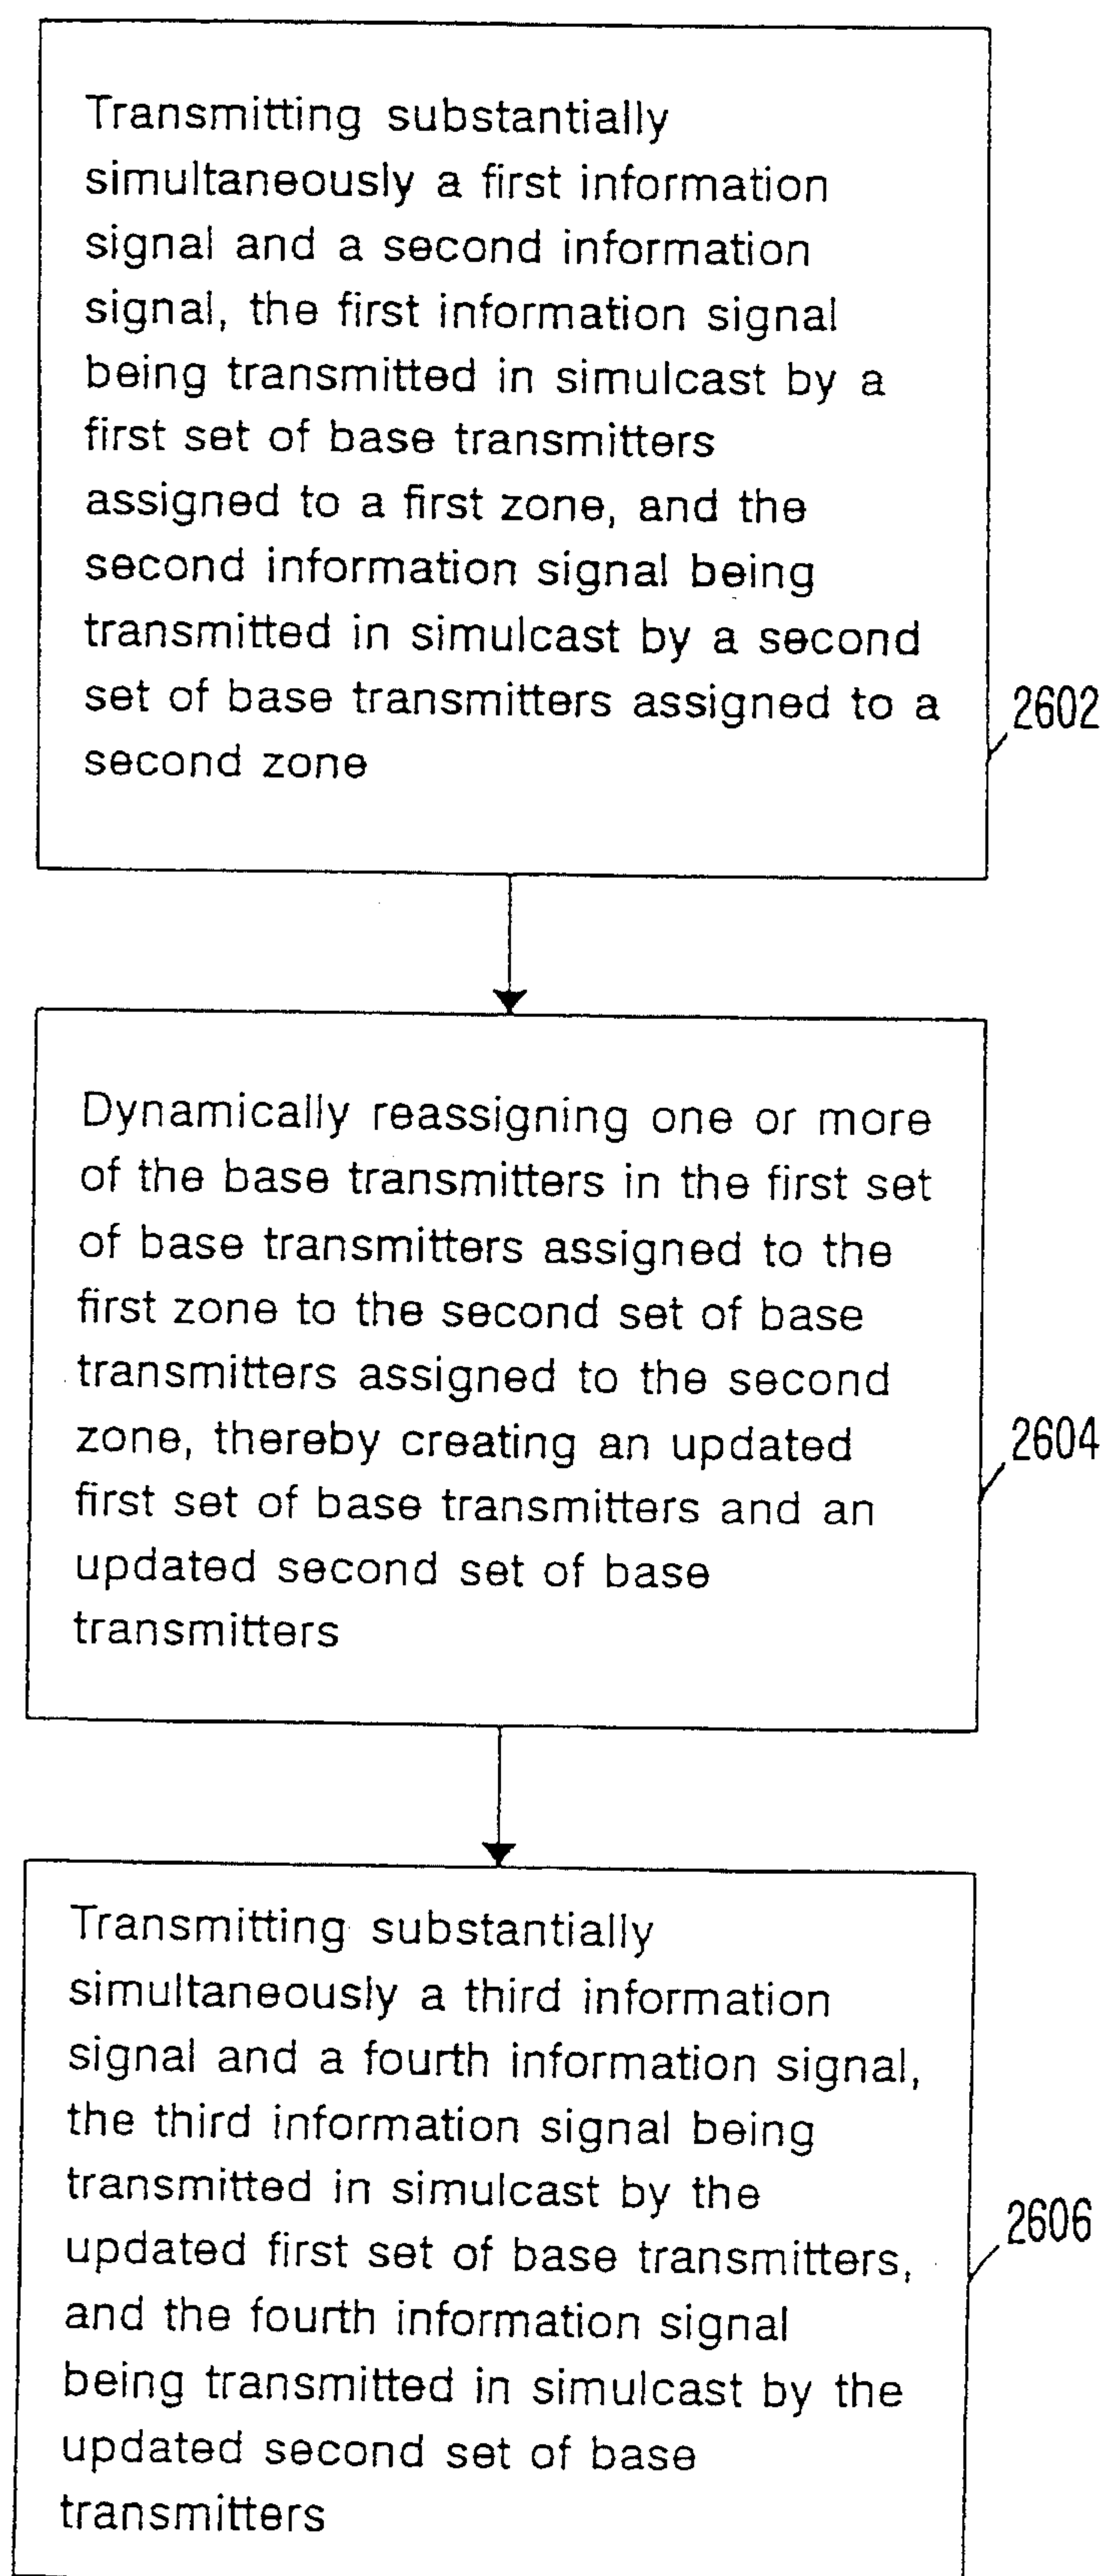 Transmitting substantially
simultaneously a first information
signal and a second information
signal, the first information signal
being transmitted in simulcast by a
first set of base transmitters
assigned to a first zone, and the
second information signal being
transmitted in simulcast by a second
set of base transmitters assigned to a
second zone
2602
Dynamically reassigning one or more
of the base transmitters in the first set
of base transmitters assigned to the
first zone to the second set of base
transmitters assigned to the second
zone, thereby creating an updated
first set of base transmitters and an
updated second set of base
transmitters
2604
Transmitting substantially
simultaneously a third information
signal and a fourth information signal,
the third information signal being
transmitted in simulcast by the
updated first set of base transmitters,
and the fourth information signal
being transmitted in simulcast by the
updated second set of base
transmitters
2606